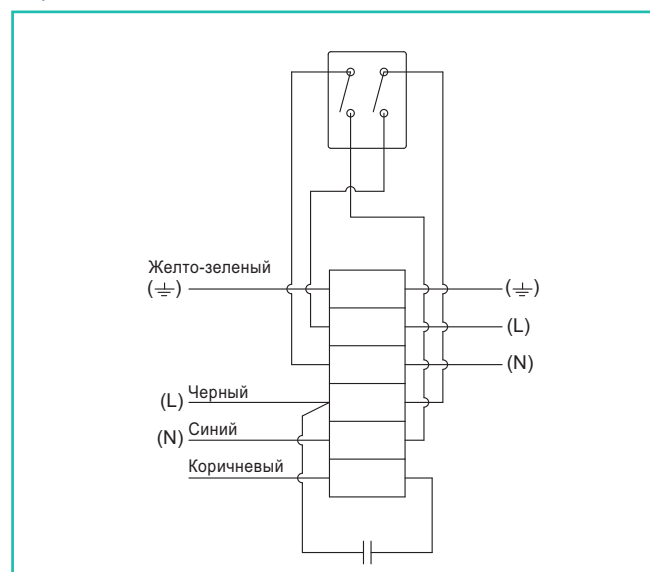 Желто-зеленый
(⏚) (⏚)
(L)
(N)
(L) Черный
(N) Синий
Коричневый